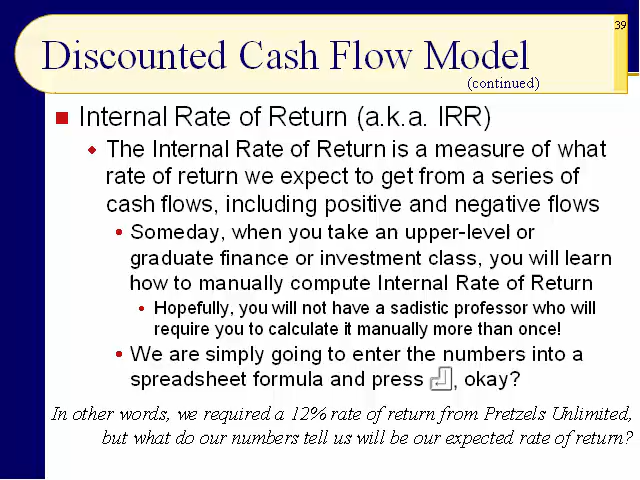 39
Discounted Cash Flow Model
(continued)
Internal Rate of Return (a.k.a. IRR)
The Internal Rate of Return is a measure of what
rate of return we expect to get from a series of
cash flows, including positive and negative flows
Someday, when you take an upper-level or
graduate finance or investment class, you will learn
how to manually compute Internal Rate of Return
Hopefully, you will not have a sadistic professor who will
require you to calculate it manually more than once!
We are simply going to enter the numbers into a
spreadsheet formula and press , okay?
In other words, we required a 12% rate of return from Pretzels Unlimited,
but what do our numbers tell us will be our expected rate of return?